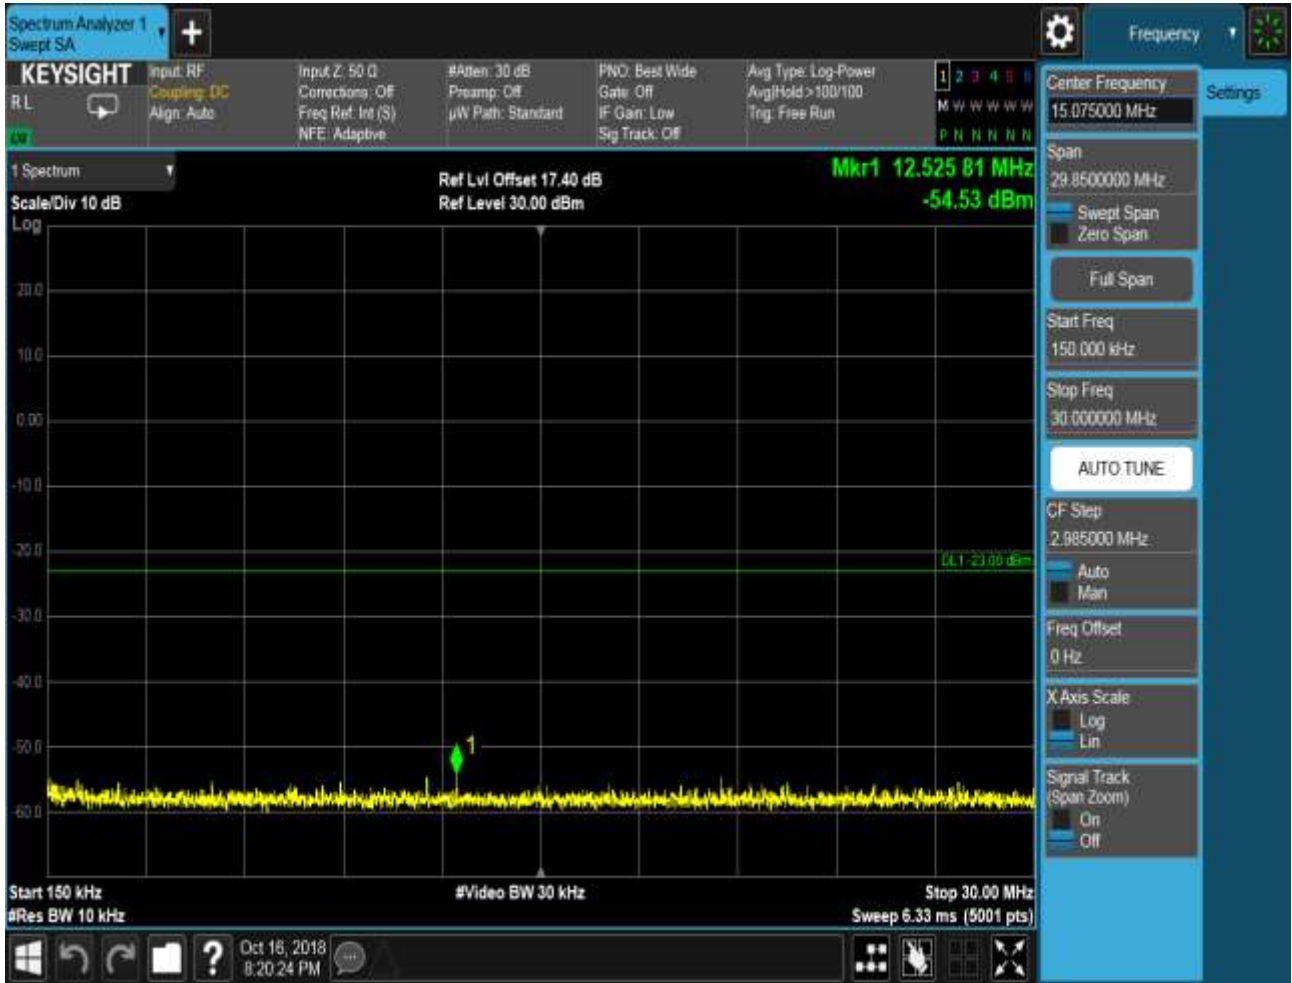 Spectrum Analyzer 1
Swept SA
Frequency
KEYSIGHT
R L
Input: RF
Coupling: DC
Align: Auto
Input Z: 50 Ω
Corrections: Off
Freq Ref: Int (S)
NFE: Adaptive
#Atten: 30 dB
Preamp: Off
µW Path: Standard
PNO: Best Wide
Gate: Off
IF Gain: Low
Sig Track: Off
Avg Type: Log-Power
Avg|Hold:>100/100
Trig: Free Run
1 2 3 4 5 6
M W W W W W
P N N N N N
1 Spectrum
Scale/Div 10 dB
Log
Ref Lvl Offset 17.40 dB
Ref Level 30.00 dBm
Mkr1 12.525 81 MHz
-54.53 dBm
20.0
10.0
0.00
-10.0
-20.0
-30.0
-40.0
-50.0
-60.0
DL1 -23.00 dBm
1
Start 150 kHz
#Res BW 10 kHz
#Video BW 30 kHz
Stop 30.00 MHz
Sweep 6.33 ms (5001 pts)
Center Frequency
15.075000 MHz
Span
29.8500000 MHz
Swept Span
Zero Span
Full Span
Start Freq
150.000 kHz
Stop Freq
30.000000 MHz
AUTO TUNE
CF Step
2.985000 MHz
Auto
Man
Freq Offset
0 Hz
X Axis Scale
Log
Lin
Signal Track
(Span Zoom)
On
Off
Settings
?
Oct 16, 2018
8:20:24 PM